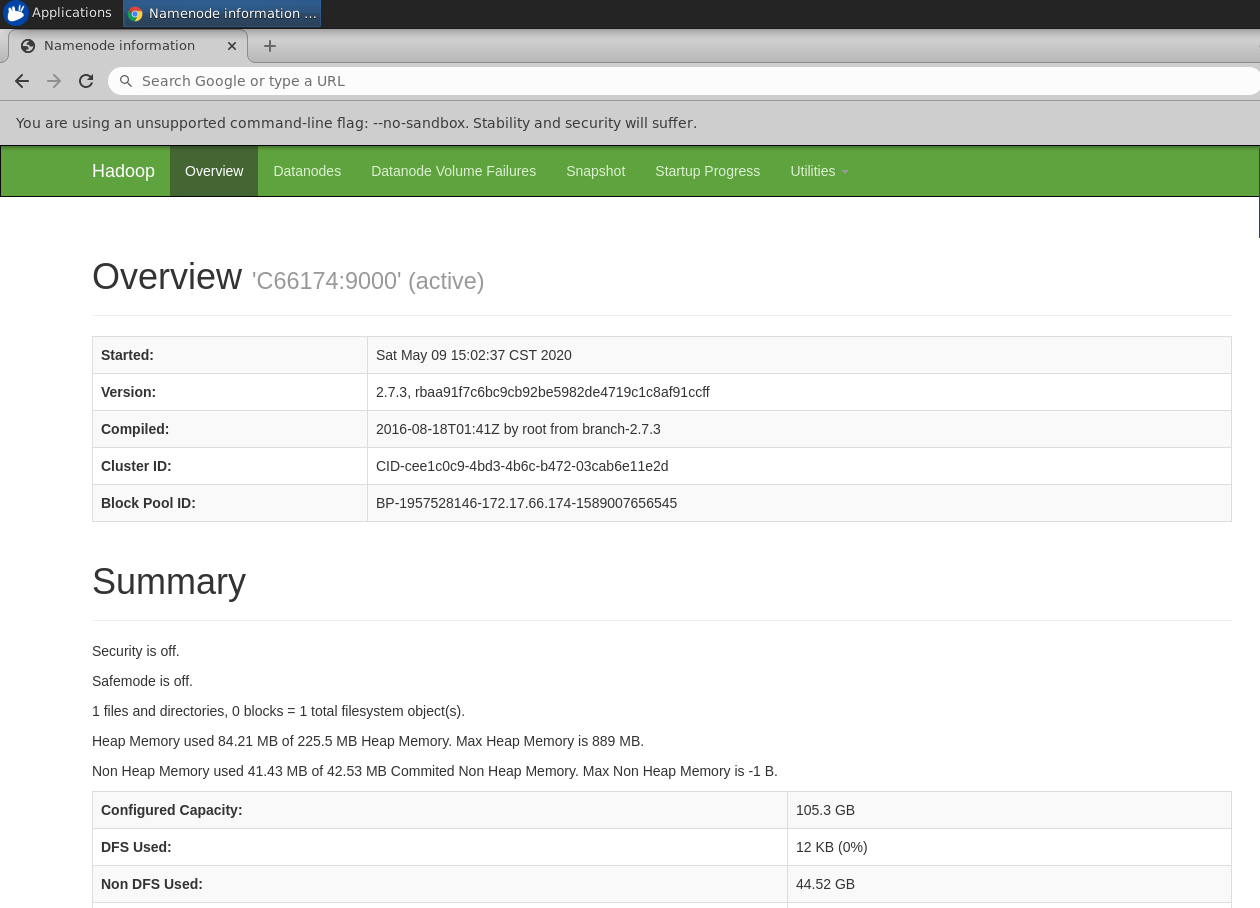 Applications Namenode information ...
Namenode information
Search Google or type a URL
You are using an unsupported command-line flag: --no-sandbox. Stability and security will suffer.
Hadoop Overview Datanodes Datanode Volume Failures Snapshot Startup Progress Utilities
Overview 'C66174:9000' (active)
Started: Sat May 09 15:02:37 CST 2020
Version: 2.7.3, rbaa91f7c6bc9cb92be5982de4719c1c8af91ccff
Compiled: 2016-08-18T01:41Z by root from branch-2.7.3
Cluster ID: CID-cee1c0c9-4bd3-4b6c-b472-03cab6e11e2d
Block Pool ID: BP-1957528146-172.17.66.174-1589007656545
Summary
Security is off.
Safemode is off.
1 files and directories, 0 blocks = 1 total filesystem object(s).
Heap Memory used 84.21 MB of 225.5 MB Heap Memory. Max Heap Memory is 889 MB.
Non Heap Memory used 41.43 MB of 42.53 MB Commited Non Heap Memory. Max Non Heap Memory is -1 B.
Configured Capacity: 105.3 GB
DFS Used: 12 KB (0%)
Non DFS Used: 44.52 GB